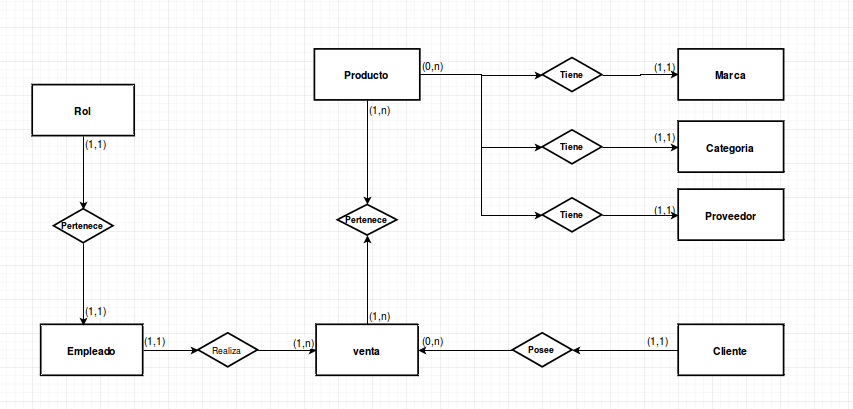 Producto
(0,n)
Tiene
(1,1)
Marca
Rol
(1,n)
(1,1)
Tiene
(1,1)
Categoria
Pertenece
Pertenece
Tiene
(1,1)
Proveedor
(1,1)
(1,n)
Empleado
(1,1)
Realiza
(1,n)
venta
(0,n)
Posee
(1,1)
Cliente